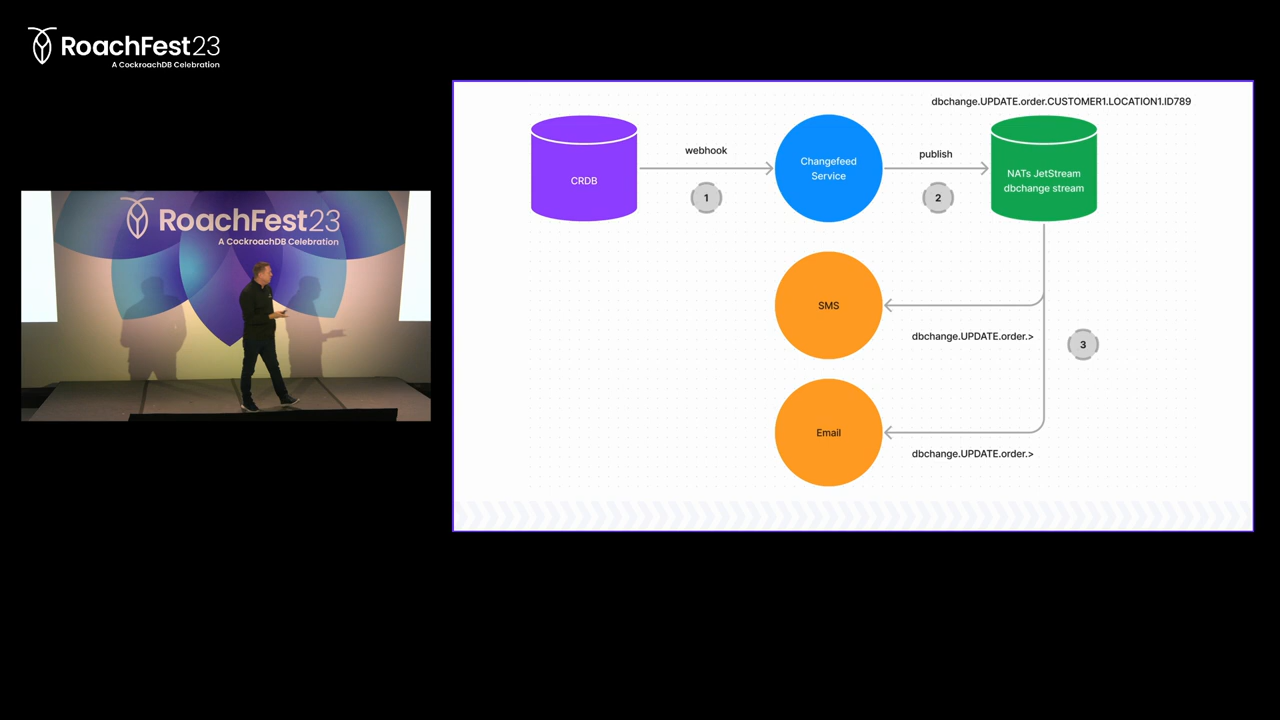 RoachFest23
A CockroachDB Celebration
RoachFest23
A CockroachDB Celebration
dbchange.UPDATE.order.CUSTOMER1.LOCATION1.ID789
CRDB
webhook
1
Changefeed
Service
publish
2
NATs JetStream
dbchange stream
SMS
dbchange.UPDATE.order.>
3
Email
dbchange.UPDATE.order.>